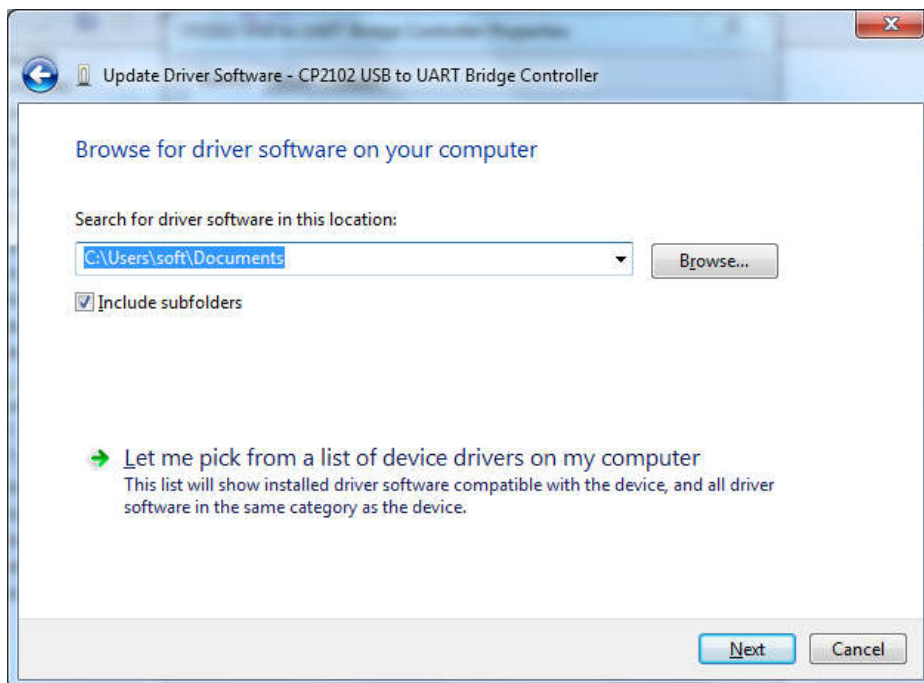 Update Driver Software - CP2102 USB to UART Bridge Controller
Browse for driver software on your computer
Search for driver software in this location:
C:\Users\soft\Documents
Browse...
Include subfolders
Let me pick from a list of device drivers on my computer
This list will show installed driver software compatible with the device, and all driver
software in the same category as the device.
Next
Cancel